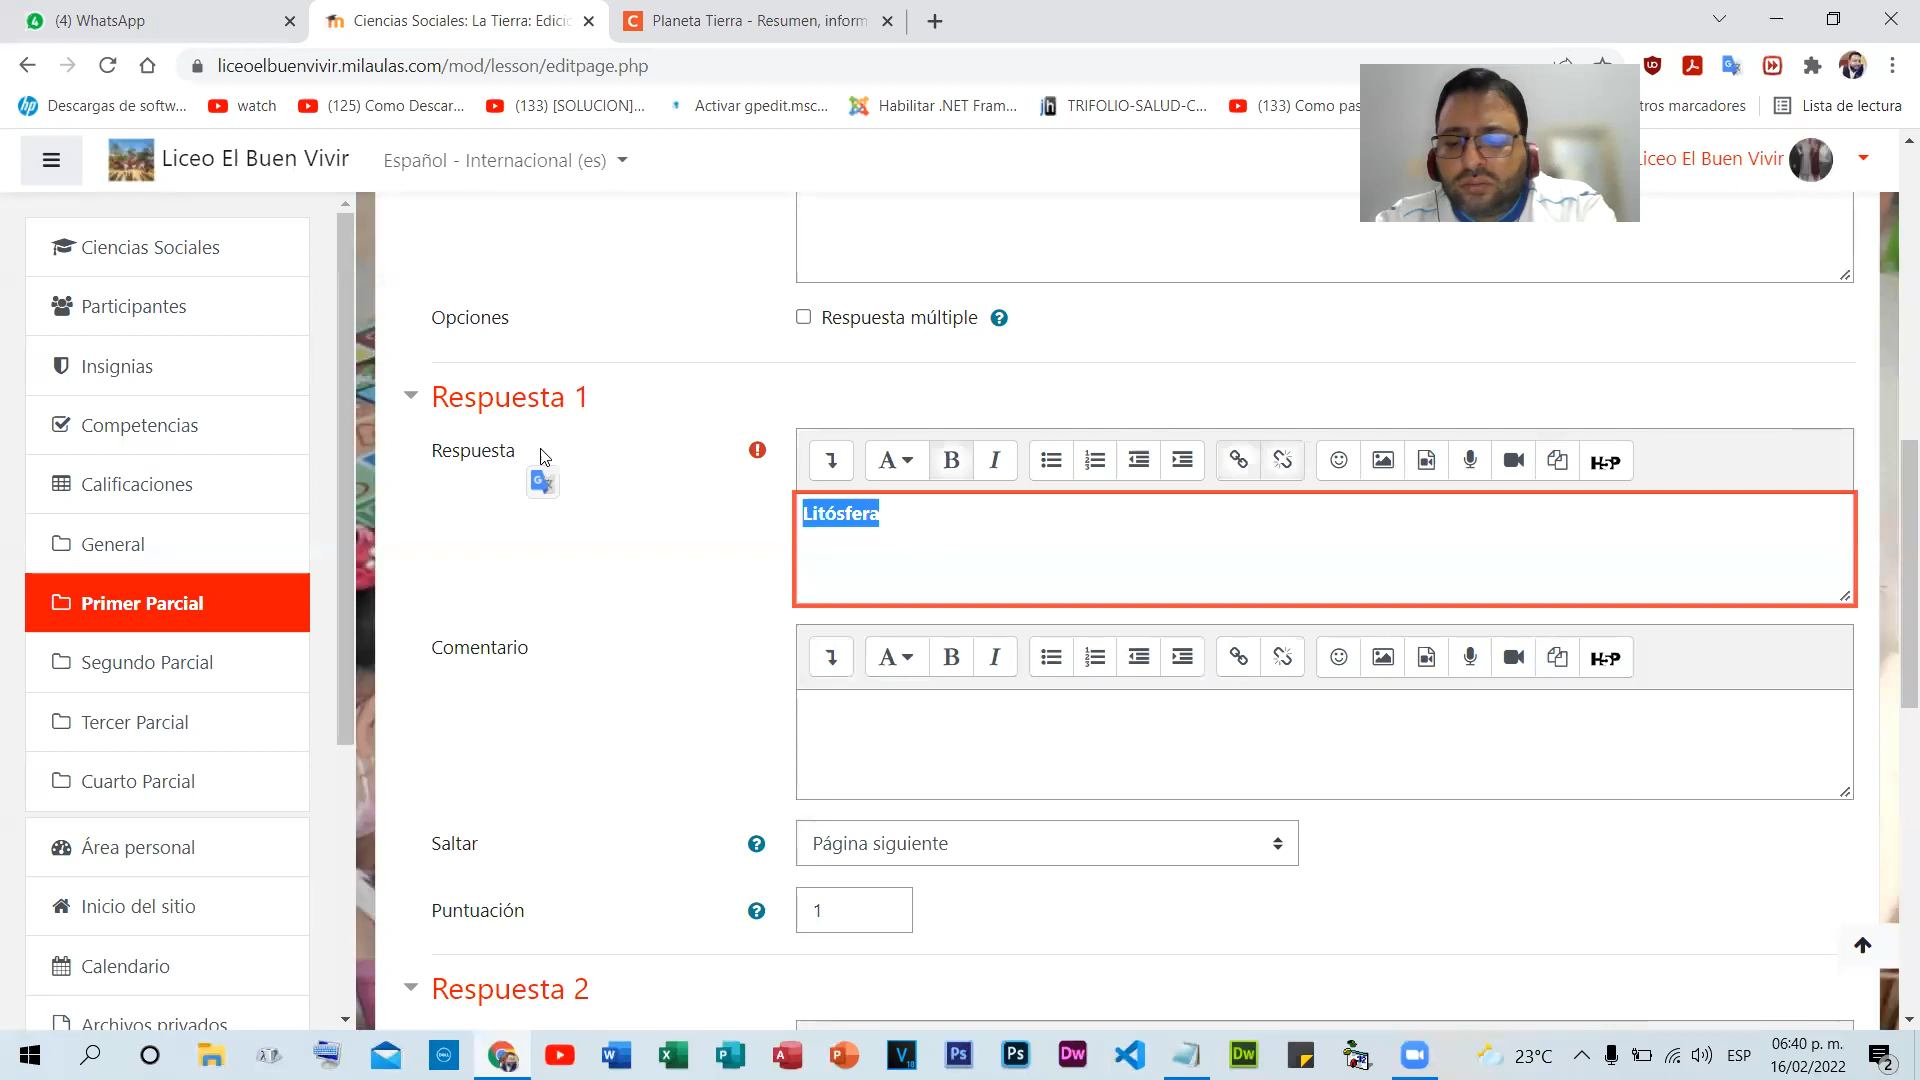 (4) WhatsApp
Ciencias Sociales: La Tierra: Edici
Planeta Tierra - Resumen, inform
liceoelbuenvivir.milaulas.com/mod/lesson/editpage.php
Descargas de softw...
watch
(125) Como Descar...
(133) [SOLUCION]...
Activar gpedit.msc...
Habilitar .NET Fram...
TRIFOLIO-SALUD-C...
(133) Como pas
tros marcadores
Lista de lectura
Liceo El Buen Vivir
Español - Internacional (es)
Liceo El Buen Vivir
Ciencias Sociales
Participantes
Insignias
Competencias
Calificaciones
General
Primer Parcial
Segundo Parcial
Tercer Parcial
Cuarto Parcial
Área personal
Inicio del sitio
Calendario
Archivos privados
Opciones
Respuesta múltiple
Respuesta 1
Respuesta
A B I
H5P
Litósfera
Comentario
A B I
H5P
Saltar
Página siguiente
Puntuación
1
Respuesta 2
23°C
ESP
06:40 p. m.
16/02/2022
2